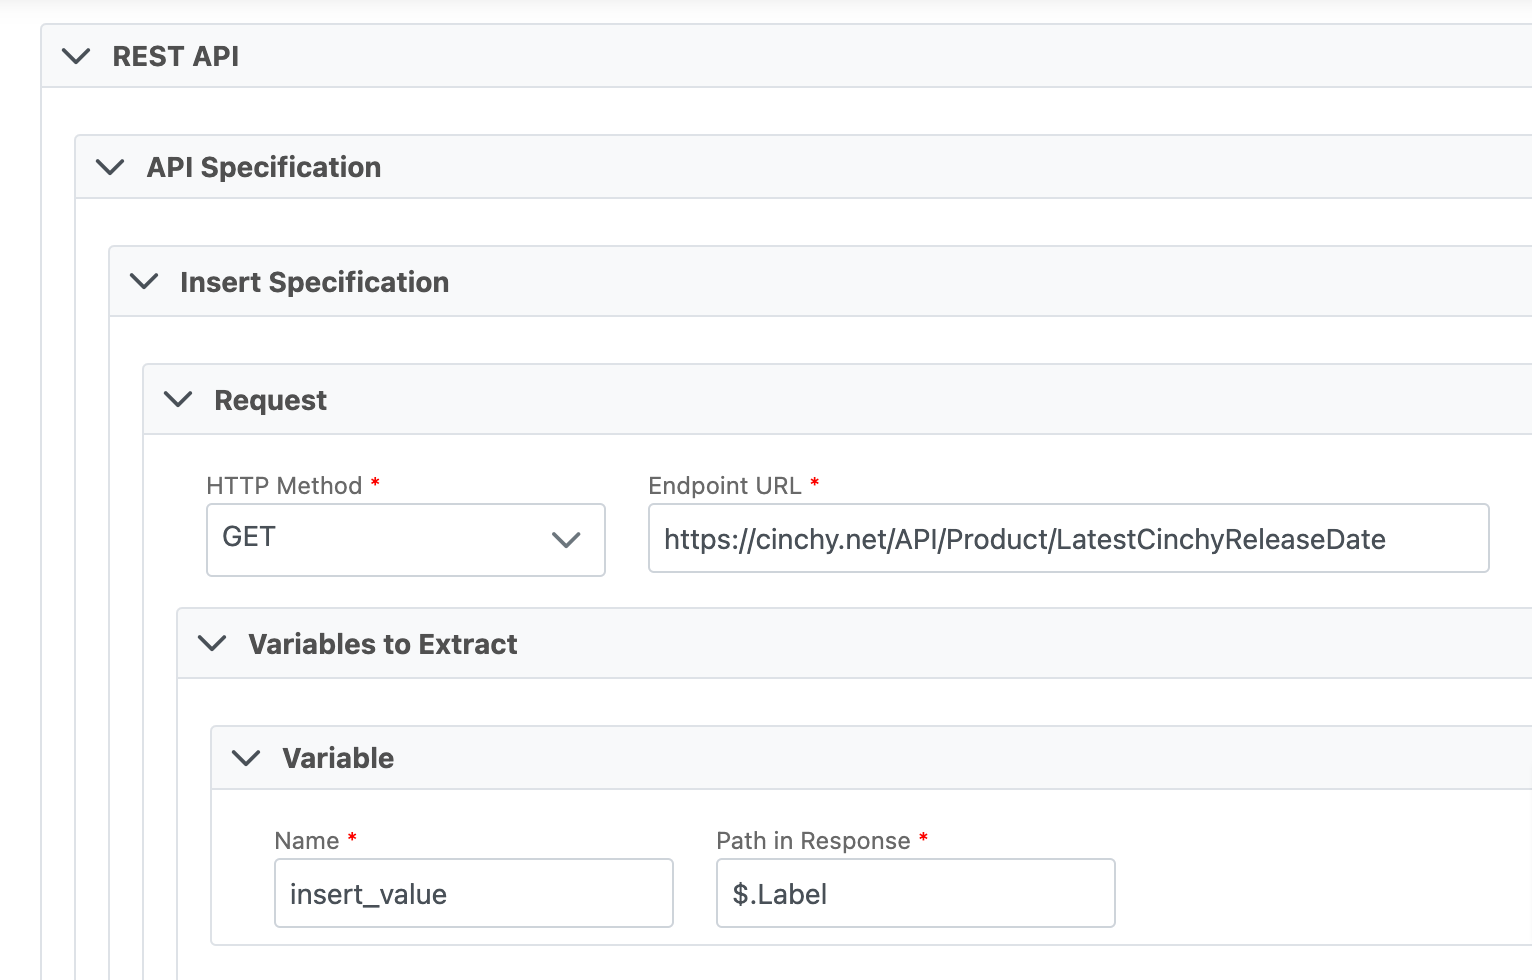 REST API
API Specification
Insert Specification
Request
HTTP Method * Endpoint URL *
GET https://cinchy.net/API/Product/LatestCinchyReleaseDate
Variables to Extract
Variable
Name * Path in Response *
insert_value $.Label